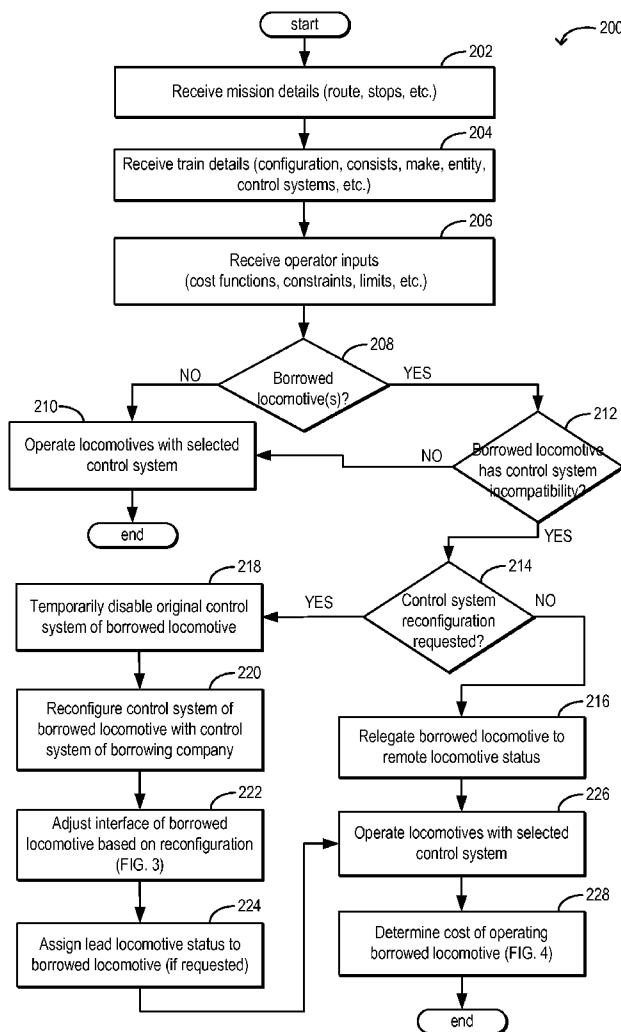 start
200
202
Receive mission details (route, stops, etc.)
204
Receive train details (configuration, consists, make, entity,
control systems, etc.)
206
Receive operator inputs
(cost functions, constraints, limits, etc.)
208
Borrowed
locomotive(s)?
NO
YES
210
Operate locomotives with selected
control system
end
212
Borrowed locomotive
has control system
incompatibility?
NO
YES
214
Control system
reconfiguration
requested?
YES
NO
218
Temporarily disable original control
system of borrowed locomotive
220
Reconfigure control system
of borrowed locomotive with control
system of borrowing company
222
Adjust interface of borrowed
locomotive based on reconfiguration
(FIG. 3)
224
Assign lead locomotive status to
borrowed locomotive (if requested)
216
Relegate borrowed locomotive to
remote locomotive status
226
Operate locomotives with selected
control system
228
Determine cost of operating
borrowed locomotive (FIG. 4)
end